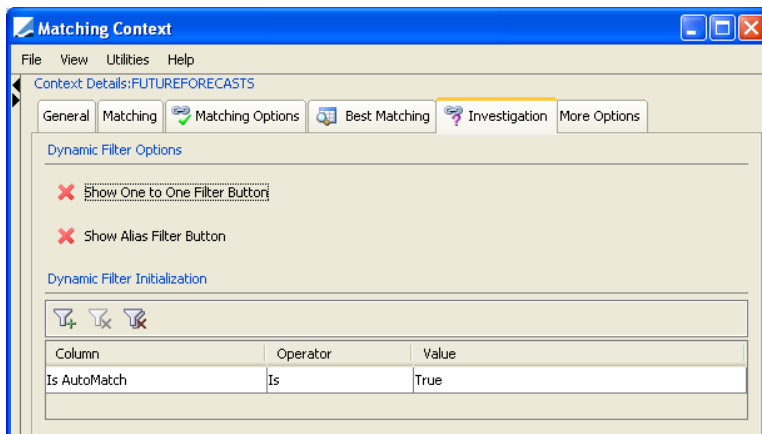 Matching Context
File View Utilities Help
Context Details:FUTUREFORECASTS
General Matching Matching Options Best Matching Investigation More Options
Dynamic Filter Options
Show One to One Filter Button
Show Alias Filter Button
Dynamic Filter Initialization
Column Operator Value
Is AutoMatch Is True